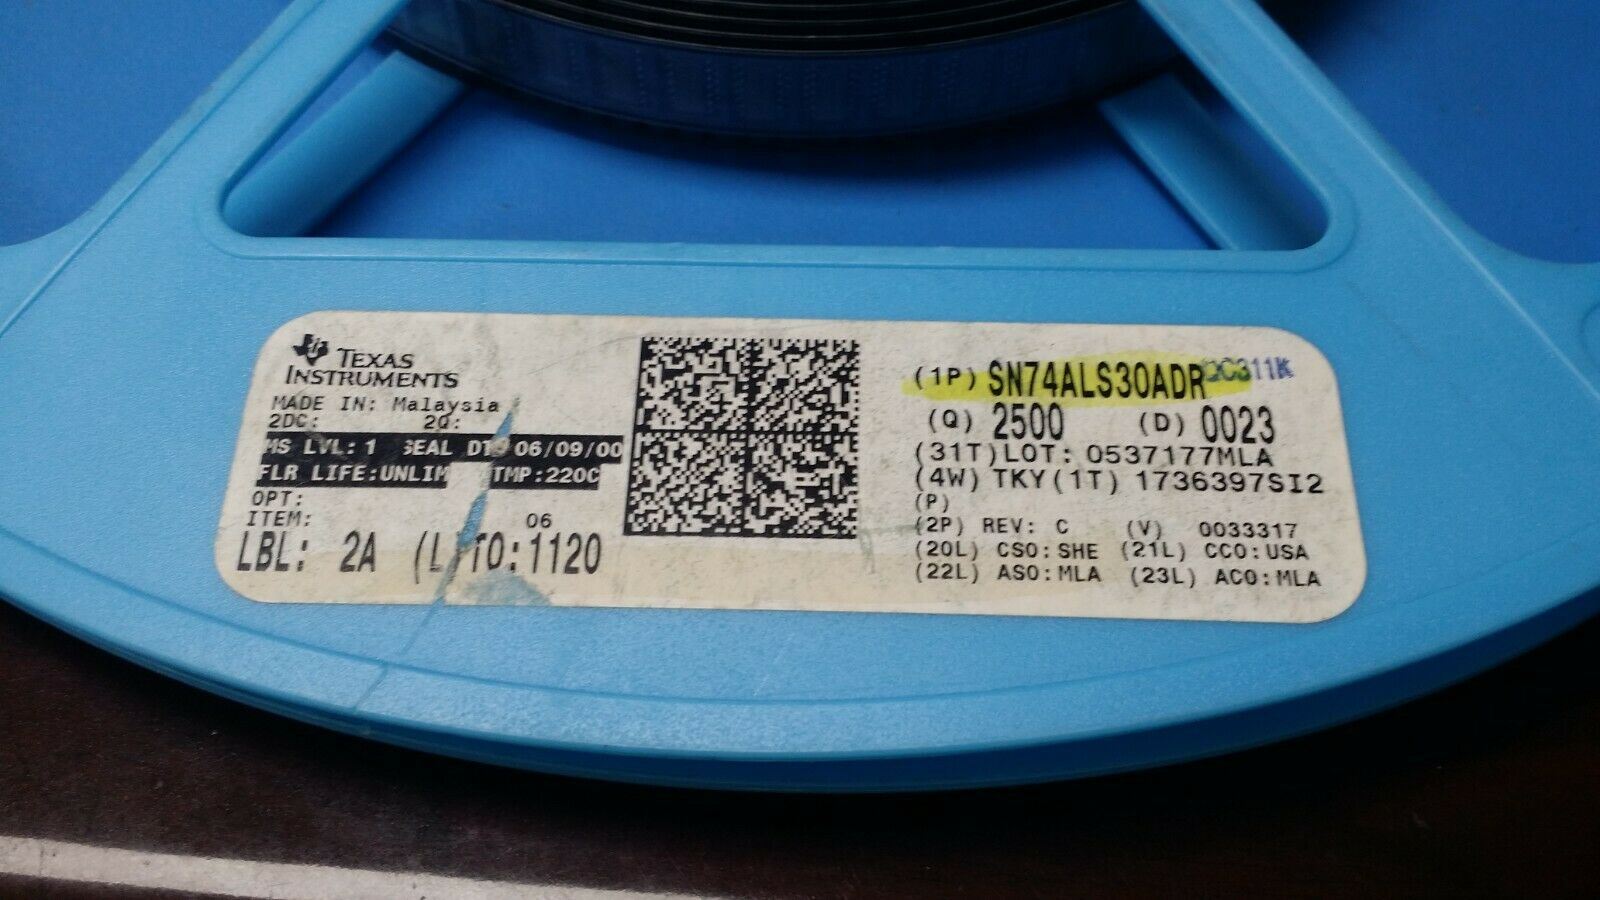 TEXAS
INSTRUMENTS
MADE IN: Malaysia
2DC: 2Q:
MS LVL: 1 SEAL DT 06/09/00
FLR LIFE:UNLIM TMP:220C
OPT:
ITEM: 06
LBL: 2A (L)TO:1120
(1P) SN74ALS30ADR QC311K
(Q) 2500 (D) 0023
(31T)LOT: 0537177MLA
(4W) TKY(1T) 1736397SI2
(P)
(2P) REV: C (V) 0033317
(20L) CSO:SHE (21L) CCO:USA
(22L) ASO:MLA (23L) ACO:MLA